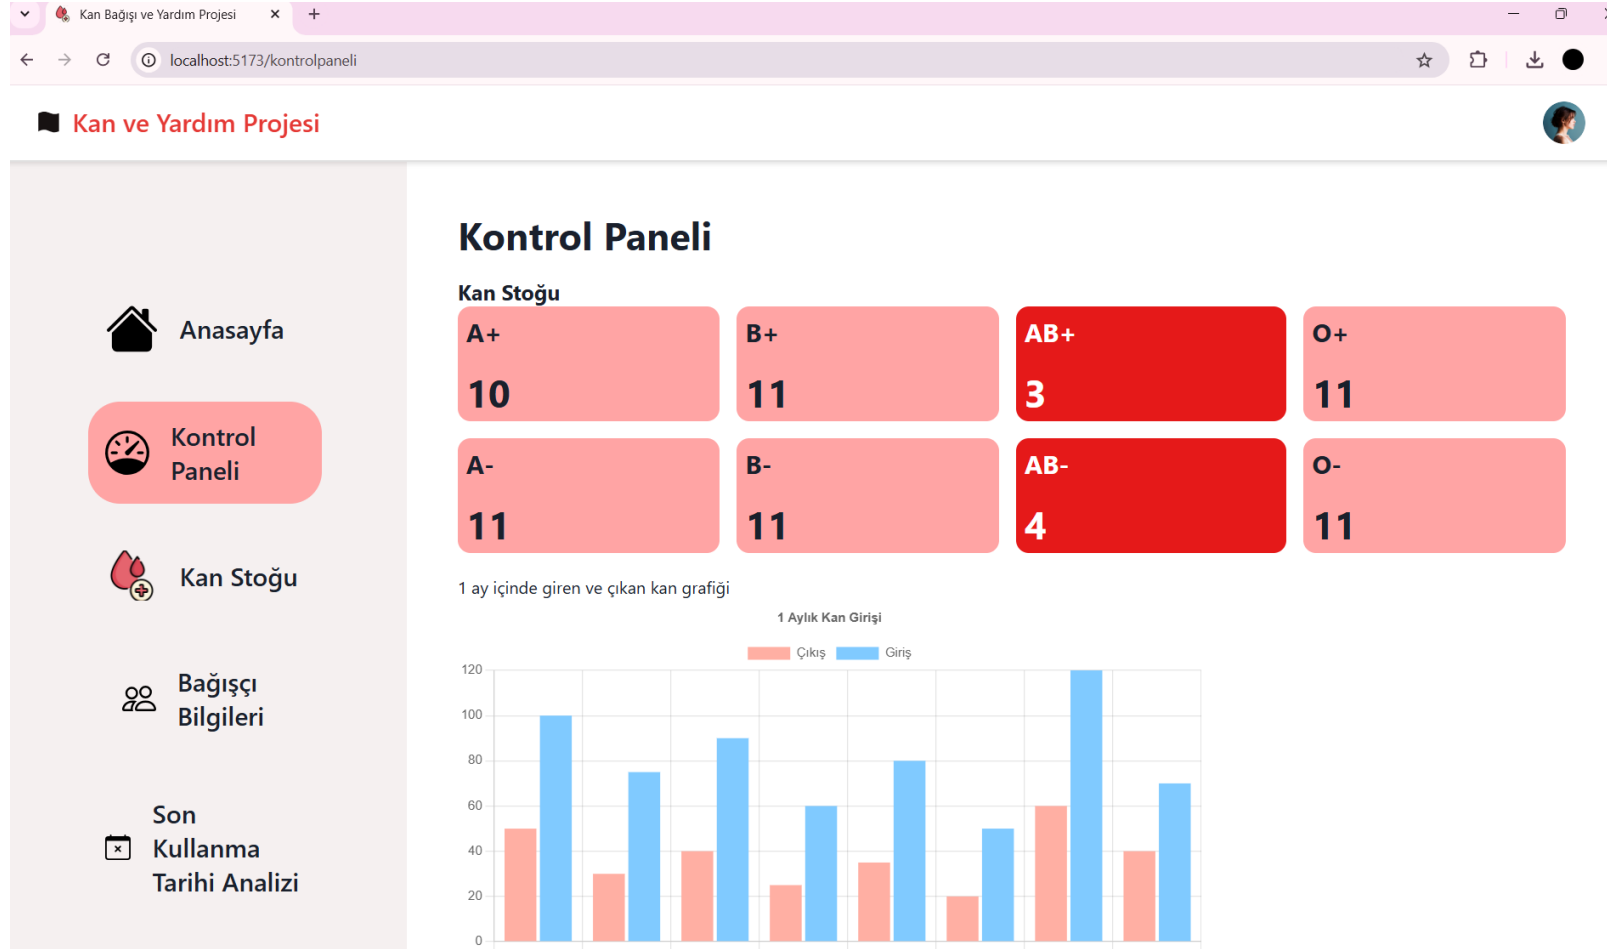 Kan Bağışı ve Yardım Projesi
localhost:5173/kontrolpaneli
Kan ve Yardım Projesi
Anasayfa
Kontrol
Paneli
Kan Stoğu
Bağışçı
Bilgileri
Son
Kullanma
Tarihi Analizi
Kontrol Paneli
Kan Stoğu
A+
10
B+
11
AB+
3
O+
11
A-
11
B-
11
AB-
4
O-
11
1 ay içinde giren ve çıkan kan grafiği
1 Aylık Kan Girişi
Çıkış Giriş
120
100
80
60
40
20
0